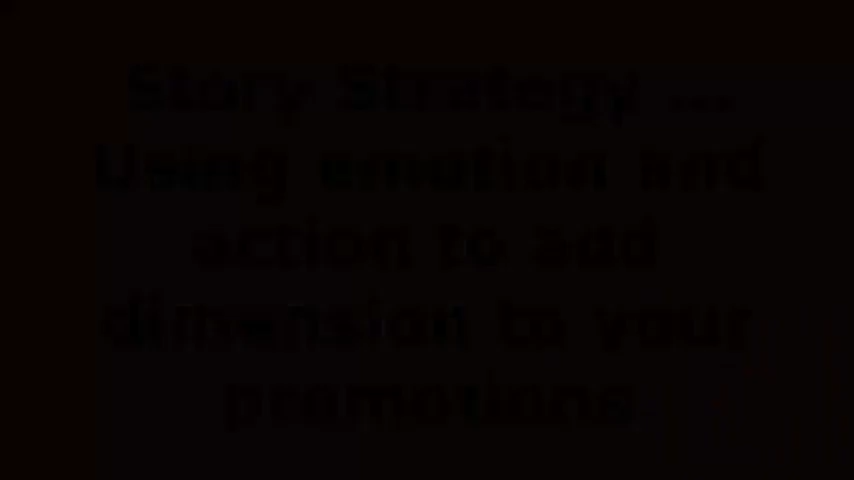 Story Strategy ...
Using emotion and
action to add
dimension to your
promotions